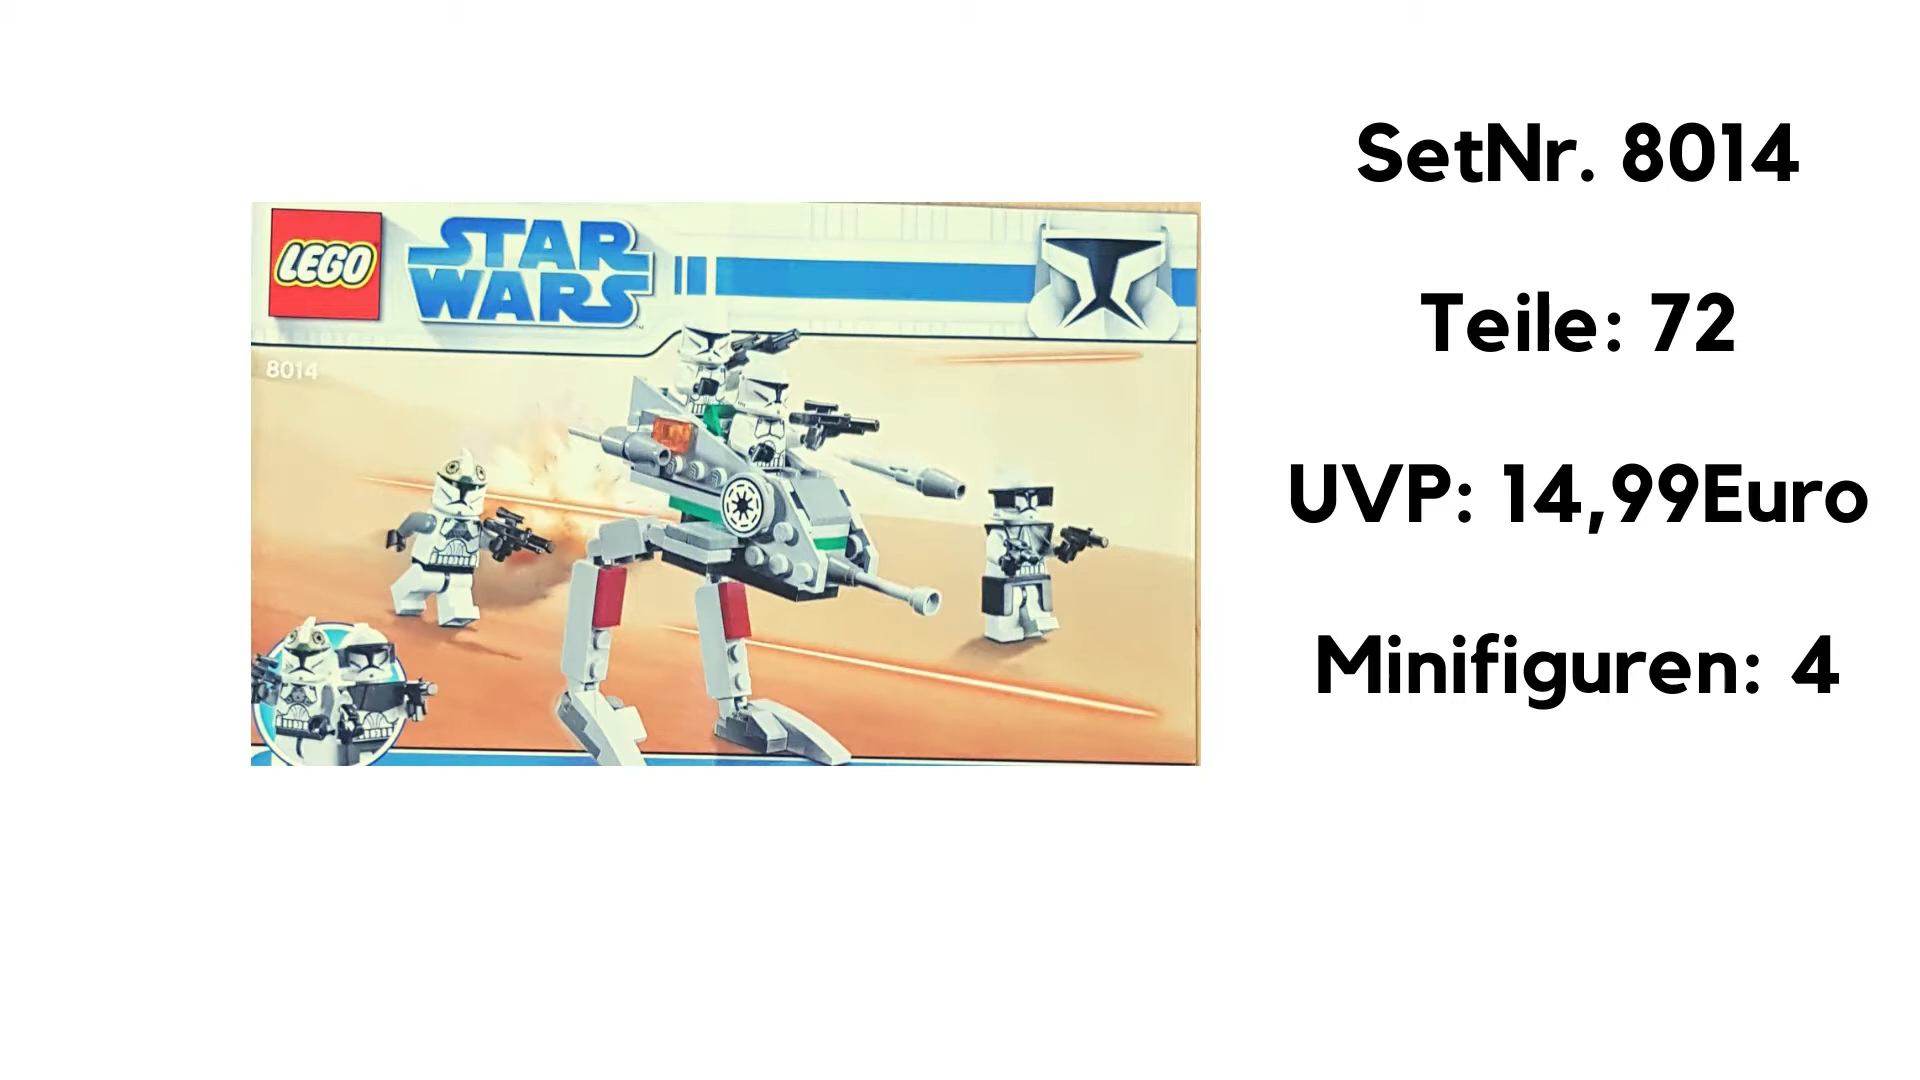 SetNr. 8014
LEGO
STAR
WARS
8014
Teile: 72
UVP: 14,99Euro
Minifiguren: 4